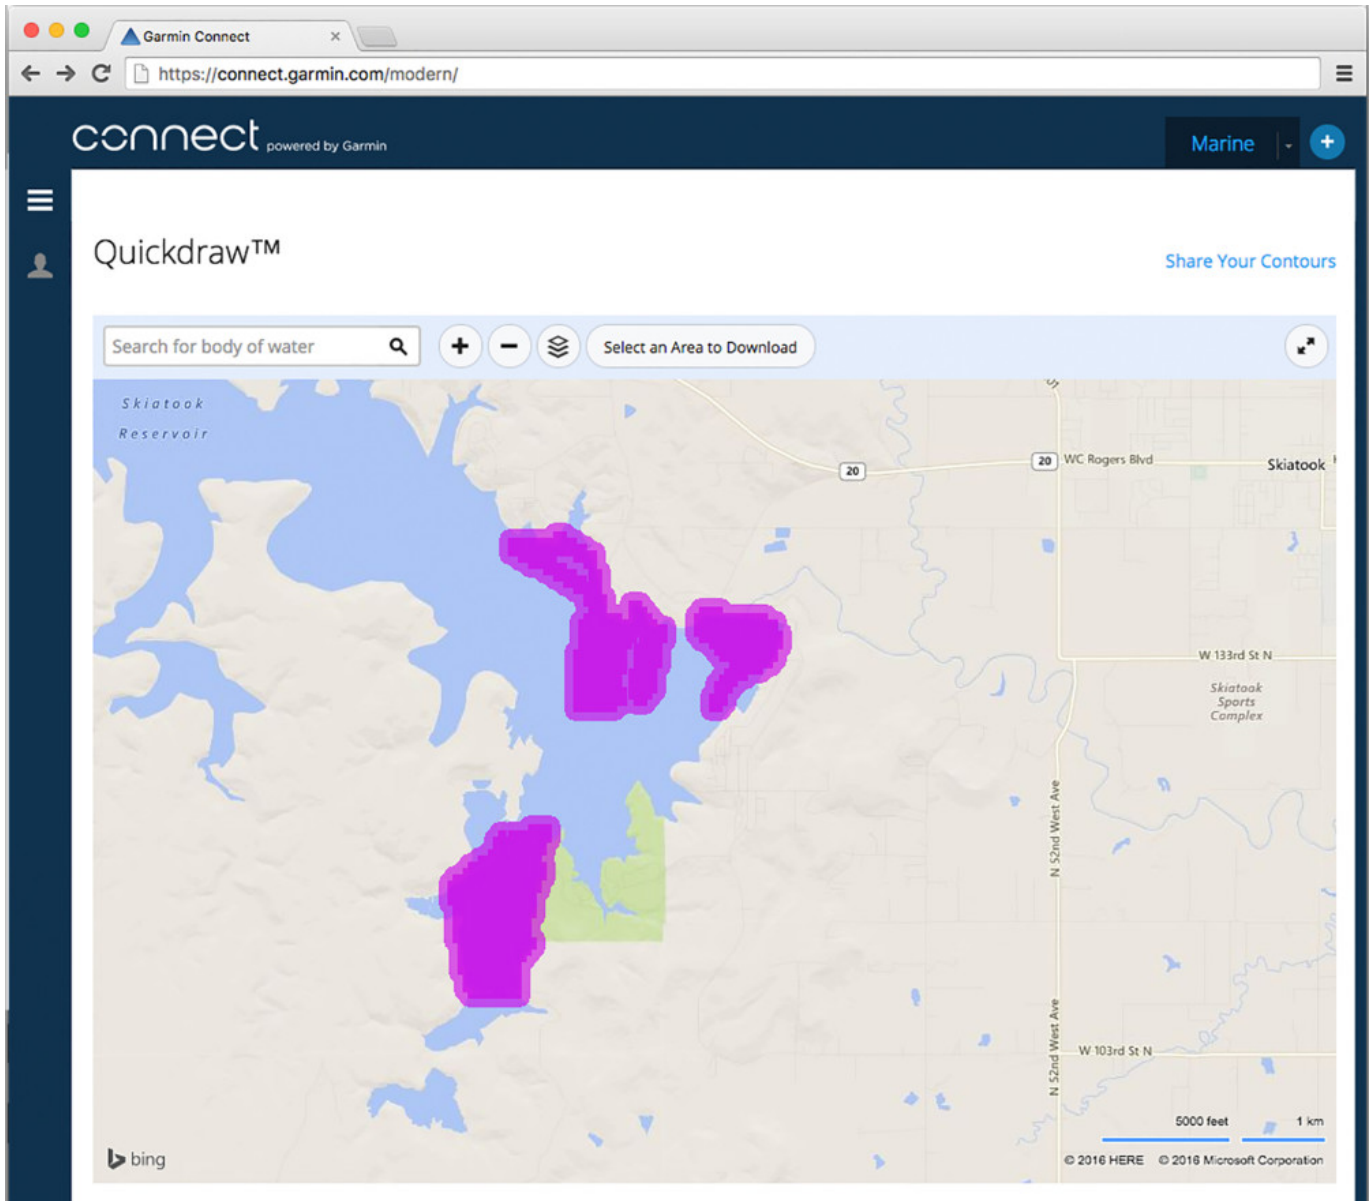 Garmin Connect
https://connect.garmin.com/modern/
connect powered by Garmin
Marine
Quickdraw™
Share Your Contours
Search for body of water
Select an Area to Download
Skiatook
Reservoir
20
20
WC Rogers Blvd
Skiatook
W 133rd St N
Skiatook
Sports
Complex
N 52nd West Ave
N 52nd West Ave
W 103rd St N
5000 feet
1 km
bing
© 2016 HERE © 2016 Microsoft Corporation